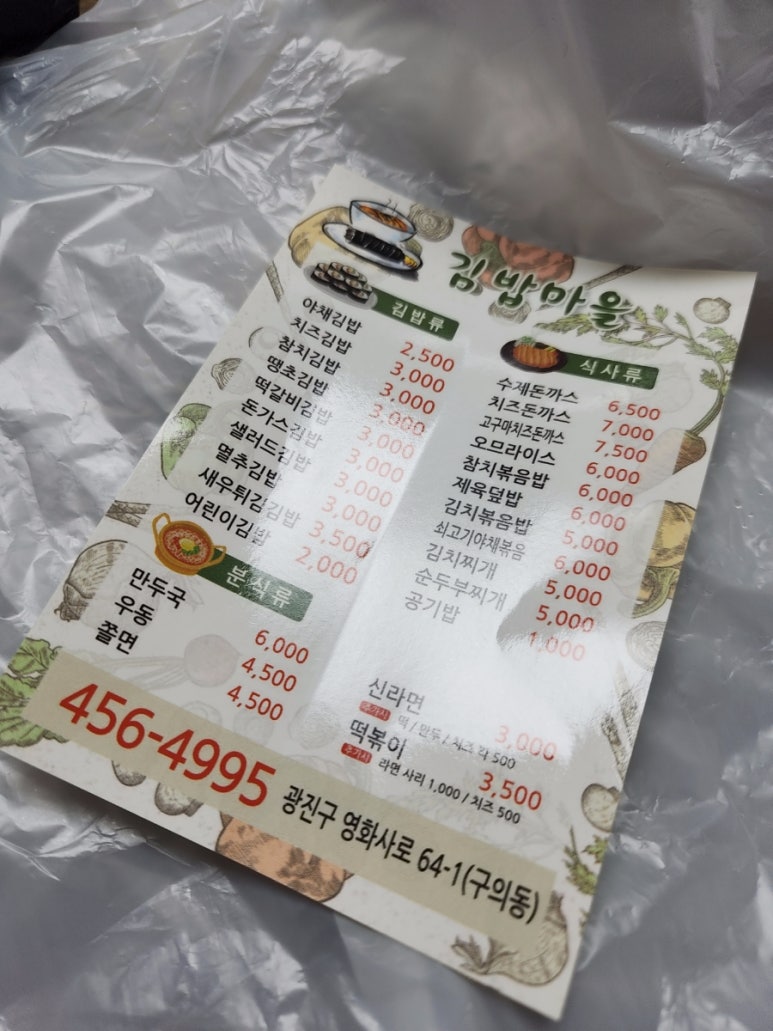 김밥마을
김밥류
야채김밥 2,500
치즈김밥 3,000
참치김밥 3,000
땡초김밥 3,000
떡갈비김밥 3,000
돈가스김밥 3,000
샐러드김밥 3,000
멸추김밥 3,000
새우튀김김밥 3,500
어린이김밥 2,000
분식류
만두국 6,000
우동 4,500
쫄면 4,500
식사류
수제돈까스 6,500
치즈돈까스 7,000
고구마치즈돈까스 7,500
오므라이스 6,000
참치볶음밥 6,000
제육덮밥 6,000
김치볶음밥 5,000
쇠고기야채볶음 6,000
김치찌개 5,000
순두부찌개 5,000
공기밥 1,000
신라면 3,000
추가시 떡 / 만두 / 치즈 각 500
떡볶이 3,500
추가시 라면 사리 1,000 / 치즈 500
456-4995 광진구 영화사로 64-1(구의동)